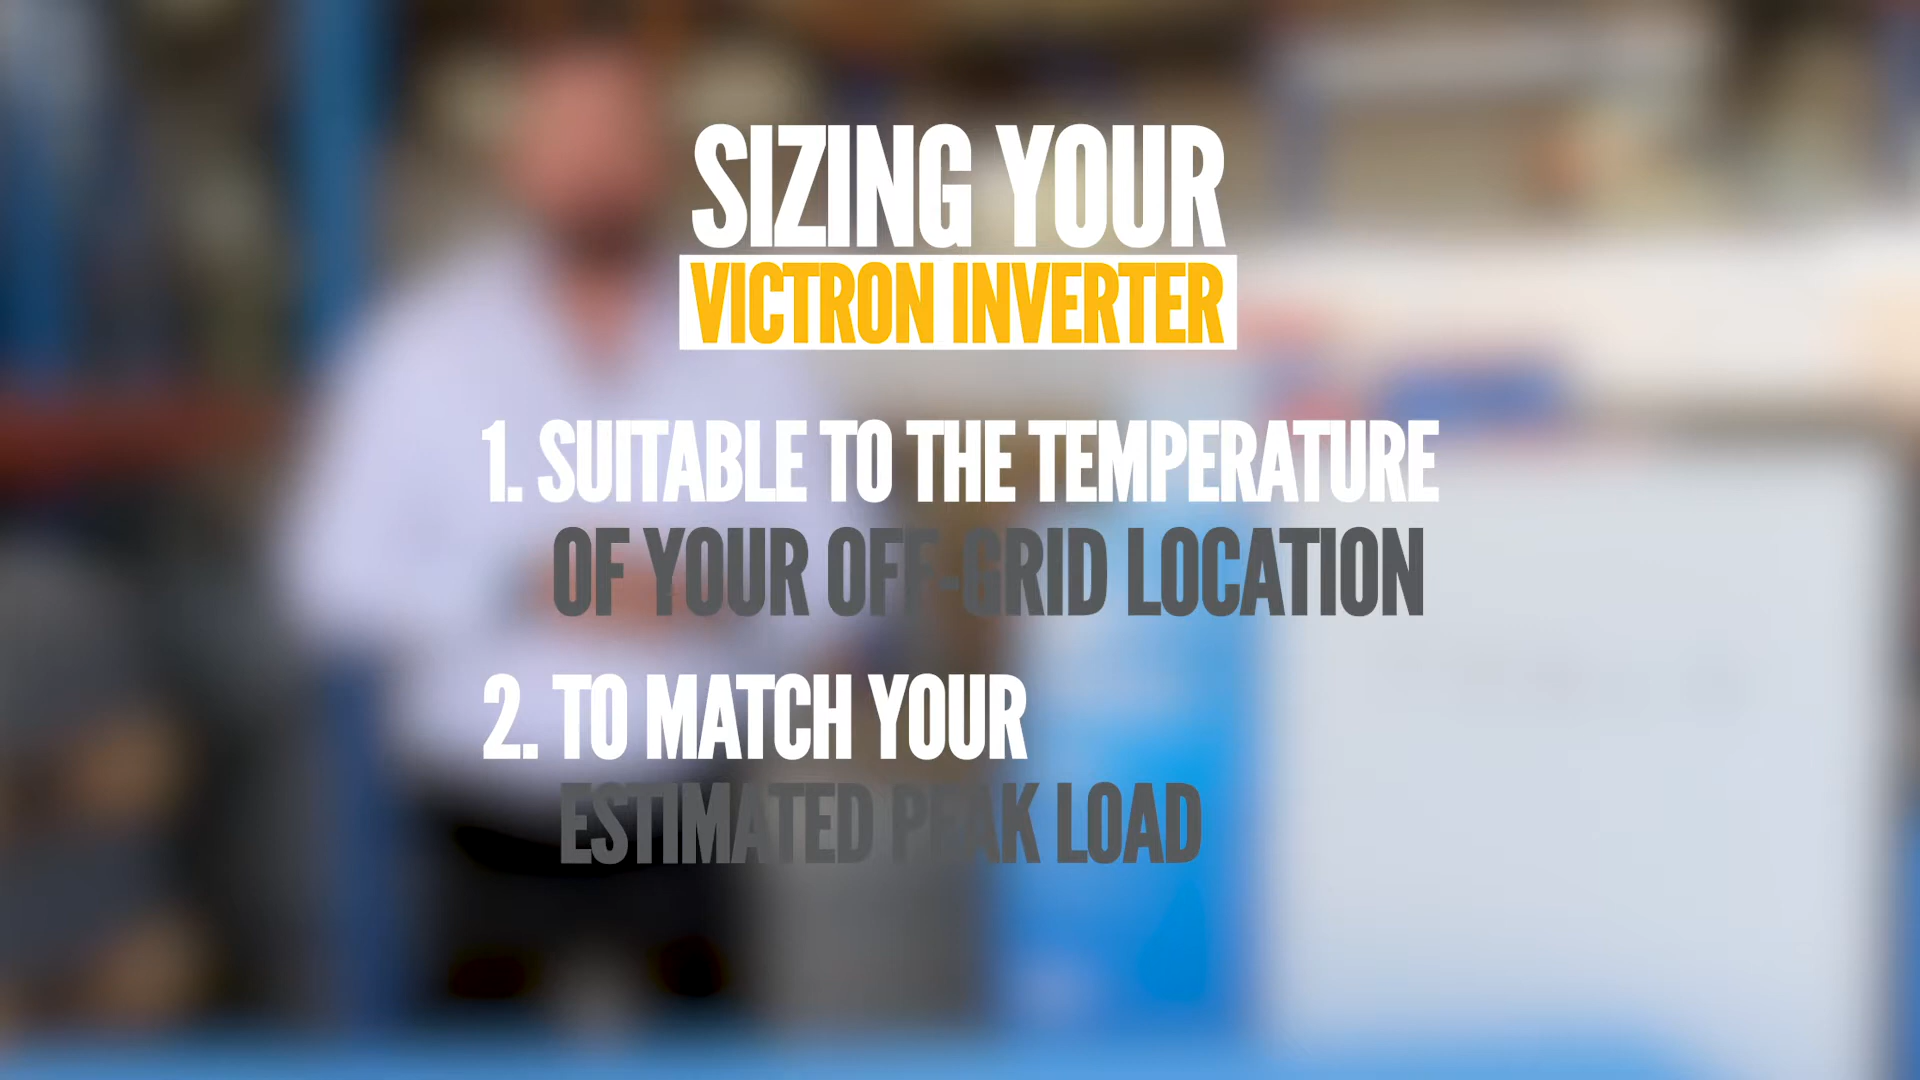 SIZING YOUR
VICTRON INVERTER
1. SUITABLE TO THE TEMPERATURE
OF YOUR OFF-GRID LOCATION
2. TO MATCH YOUR
ESTIMATED PEAK LOAD